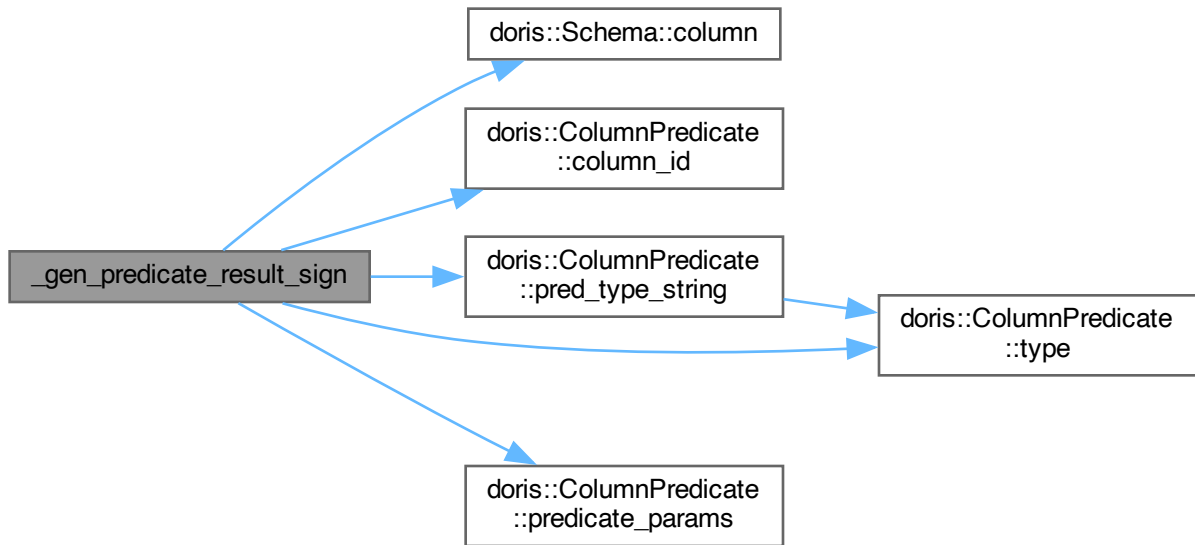 doris::Schema::column
doris::ColumnPredicate
::column_id
_gen_predicate_result_sign
doris::ColumnPredicate
::pred_type_string
doris::ColumnPredicate
::type
doris::ColumnPredicate
::predicate_params